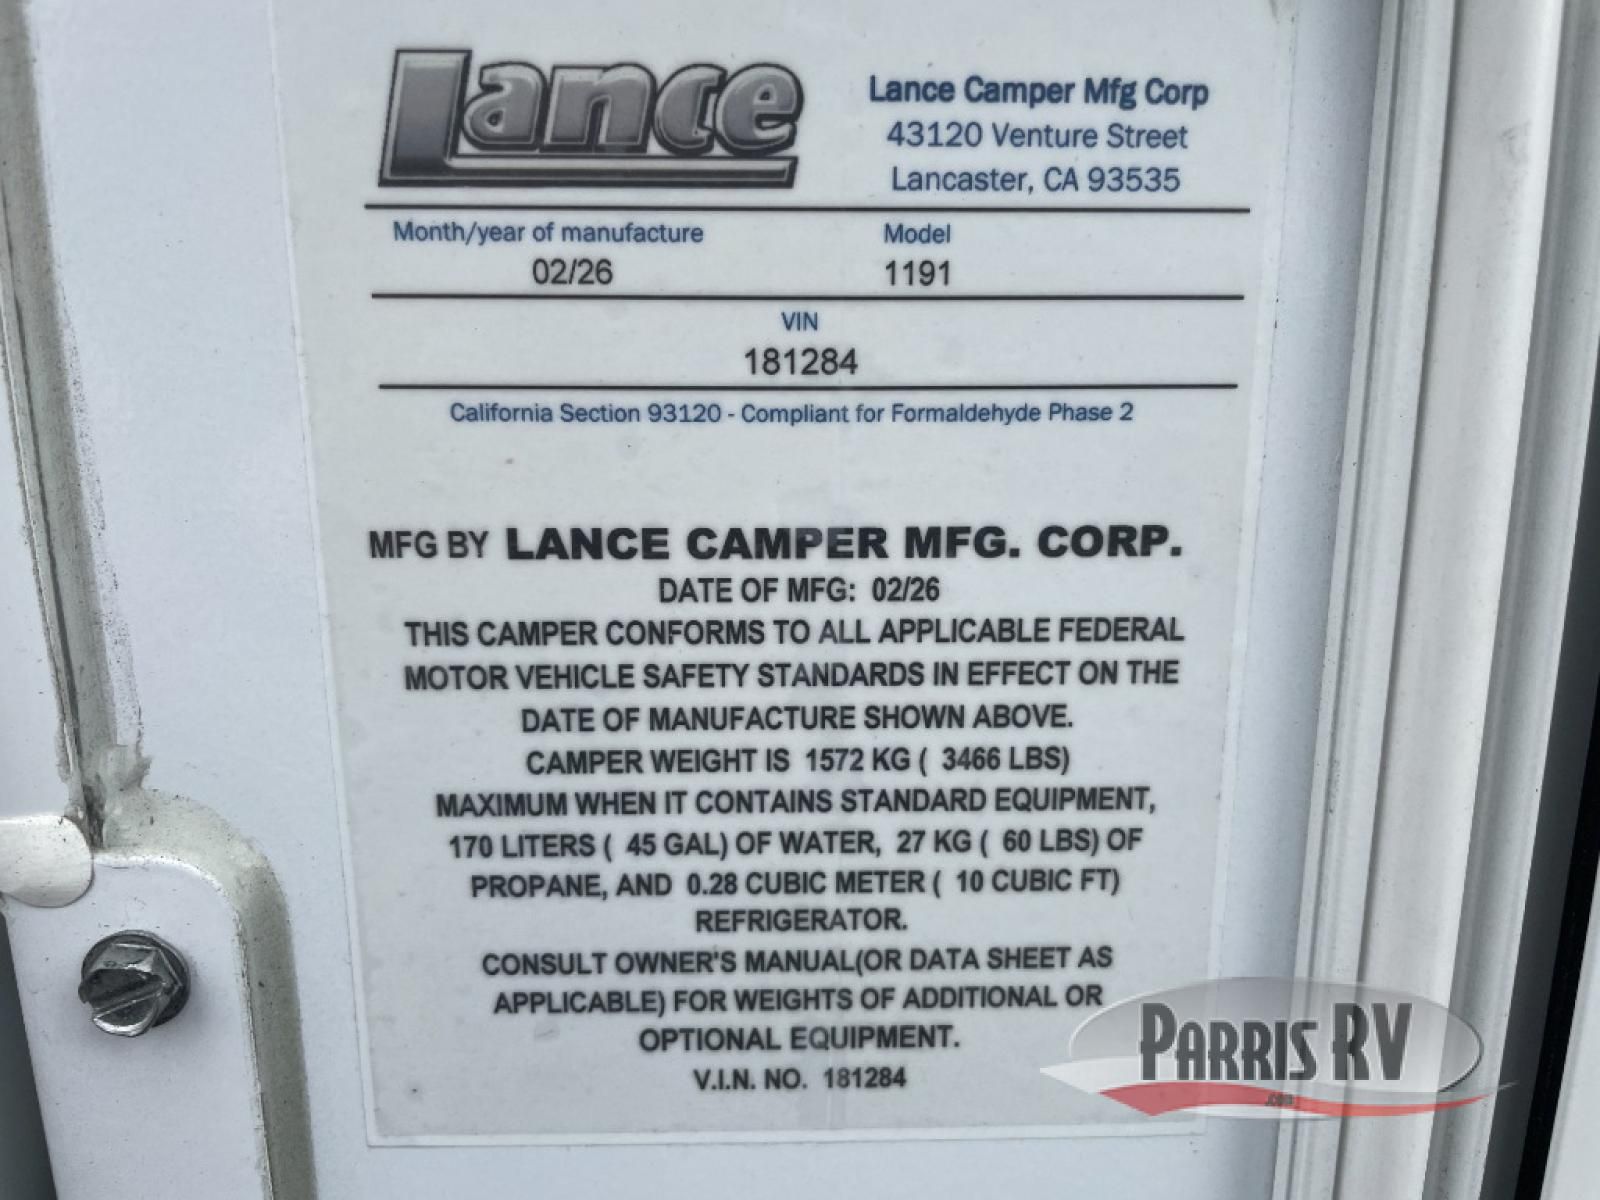 Lance
Lance Camper Mfg Corp
43120 Venture Street
Lancaster, CA 93535
Month/year of manufacture Model
02/26 1191
VIN
181284
California Section 93120 - Compliant for Formaldehyde Phase 2
MFG BY LANCE CAMPER MFG. CORP.
DATE OF MFG: 02/26
THIS CAMPER CONFORMS TO ALL APPLICABLE FEDERAL
MOTOR VEHICLE SAFETY STANDARDS IN EFFECT ON THE
DATE OF MANUFACTURE SHOWN ABOVE.
CAMPER WEIGHT IS 1572 KG ( 3466 LBS)
MAXIMUM WHEN IT CONTAINS STANDARD EQUIPMENT,
170 LITERS ( 45 GAL) OF WATER, 27 KG ( 60 LBS) OF
PROPANE, AND 0.28 CUBIC METER ( 10 CUBIC FT)
REFRIGERATOR.
CONSULT OWNER'S MANUAL(OR DATA SHEET AS
APPLICABLE) FOR WEIGHTS OF ADDITIONAL OR
OPTIONAL EQUIPMENT.
V.I.N. NO. 181284
PARRIS RV
.com